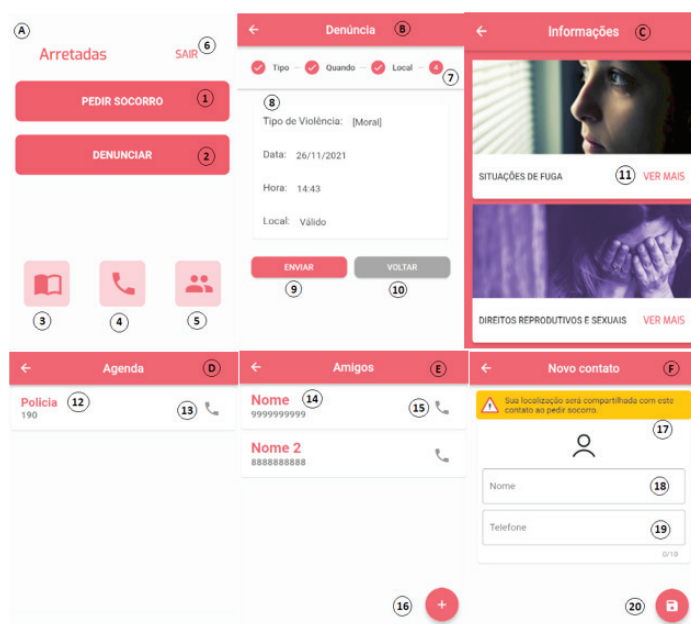 A
Arretadas
SAIR 6
PEDIR SOCORRO 1
DENUNCIAR 2
3 4 5
Denúncia B
Tipo Quando Local 4
7
8
Tipo de Violência: [Moral]
Data: 26/11/2021
Hora: 14:43
Local: Válido
ENVIAR VOLTAR
9 10
Informações C
SITUAÇÕES DE FUGA 11 VER MAIS
DIREITOS REPRODUTIVOS E SEXUAIS VER MAIS
Agenda D
Policia 12
190 13
Amigos E
Nome 14
9999999999 15
Nome 2
8888888888
16 +
Novo contato F
Sua localização será compartilhada com este
contato ao pedir socorro.
17
Nome 18
Telefone 19
0/10
20